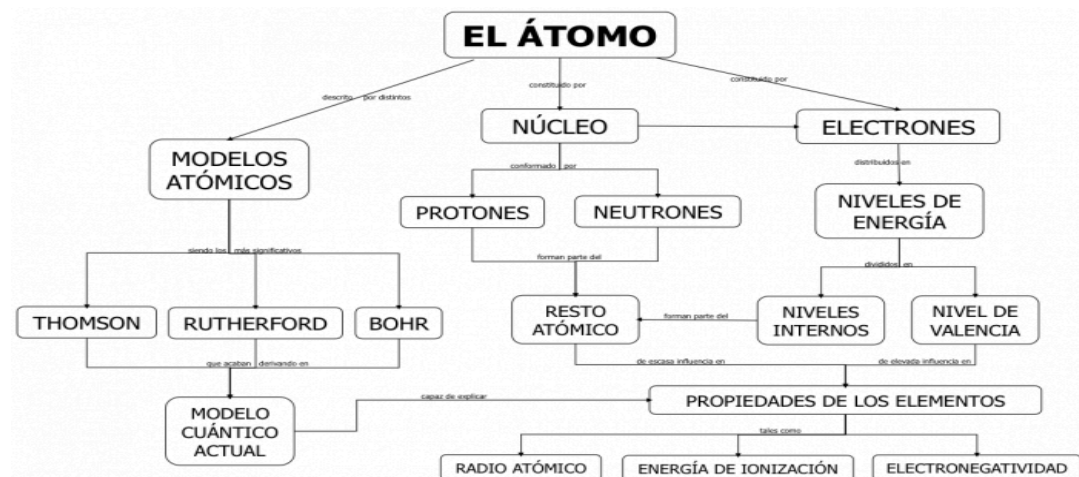 EL ÁTOMO
descrito por distintos
constituido por
constituido por
NÚCLEO
ELECTRONES
MODELOS
ATÓMICOS
conformado por
distribuidos en
PROTONES
NEUTRONES
NIVELES DE
ENERGÍA
siendo los más significativos
forman parte del
divididos en
THOMSON
RUTHERFORD
BOHR
RESTO
ATÓMICO
forman parte del
NIVELES
INTERNOS
NIVEL DE
VALENCIA
que acaban derivando en
de escasa influencia en
de elevada influencia en
MODELO
CUÁNTICO
ACTUAL
capaz de explicar
PROPIEDADES DE LOS ELEMENTOS
tales como
RADIO ATÓMICO
ENERGÍA DE IONIZACIÓN
ELECTRONEGATIVIDAD